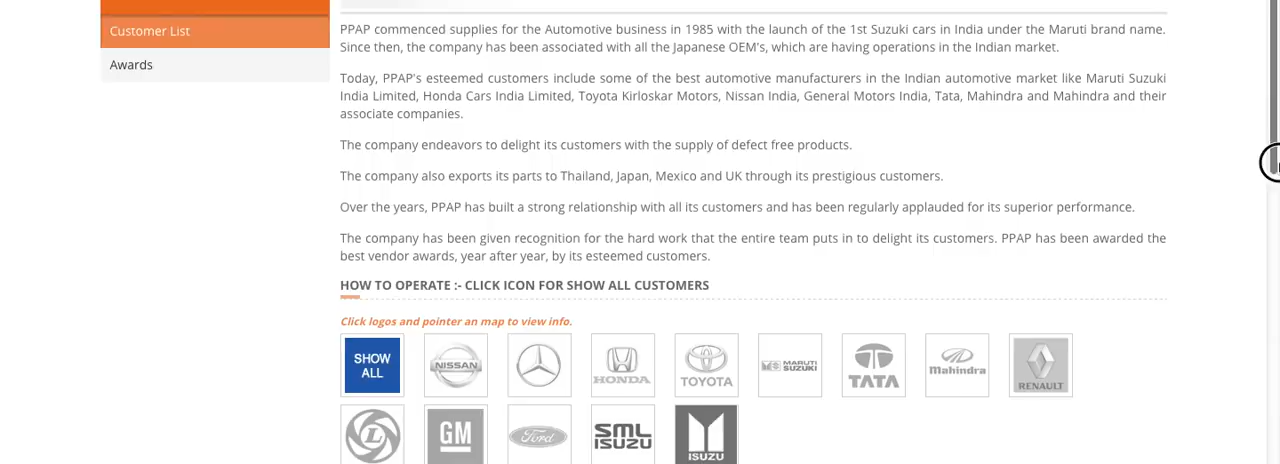 Customer List
Awards
PPAP commenced supplies for the Automotive business in 1985 with the launch of the 1st Suzuki cars in India under the Maruti brand name.
Since then, the company has been associated with all the Japanese OEM's, which are having operations in the Indian market.
Today, PPAP's esteemed customers include some of the best automotive manufacturers in the Indian automotive market like Maruti Suzuki
India Limited, Honda Cars India Limited, Toyota Kirloskar Motors, Nissan India, General Motors India, Tata, Mahindra and Mahindra and their
associate companies.
The company endeavors to delight its customers with the supply of defect free products.
The company also exports its parts to Thailand, Japan, Mexico and UK through its prestigious customers.
Over the years, PPAP has built a strong relationship with all its customers and has been regularly applauded for its superior performance.
The company has been given recognition for the hard work that the entire team puts in to delight its customers. PPAP has been awarded the
best vendor awards, year after year, by its esteemed customers.
HOW TO OPERATE :- CLICK ICON FOR SHOW ALL CUSTOMERS
Click logos and pointer an map to view info.
SHOW
ALL
NISSAN
HONDA
TOYOTA
MARUTI
SUZUKI
TATA
Mahindra
RENAULT
GM
Ford
SML
ISUZU
ISUZU